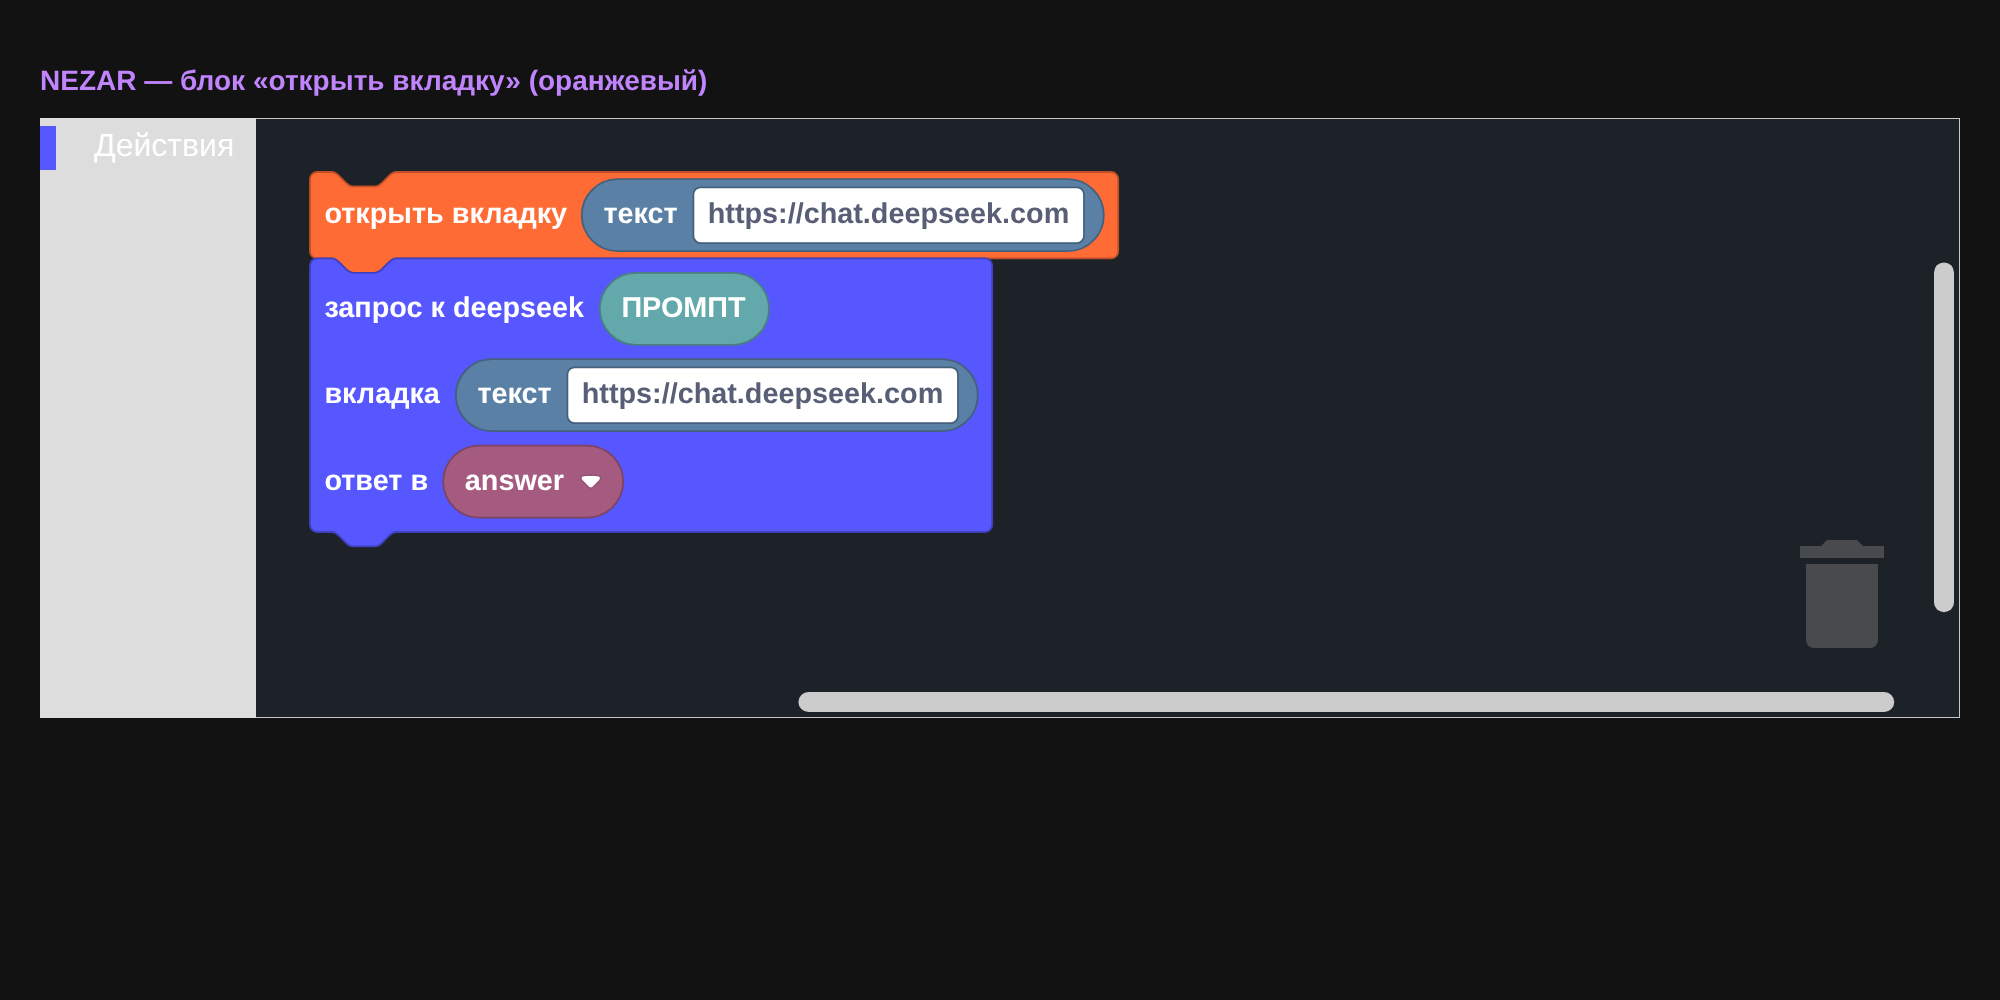 NEZAR — блок «открыть вкладку» (оранжевый)
Действия
открыть вкладку текст https://chat.deepseek.com
запрос к deepseek ПРОМПТ
вкладка текст https://chat.deepseek.com
ответ в answer